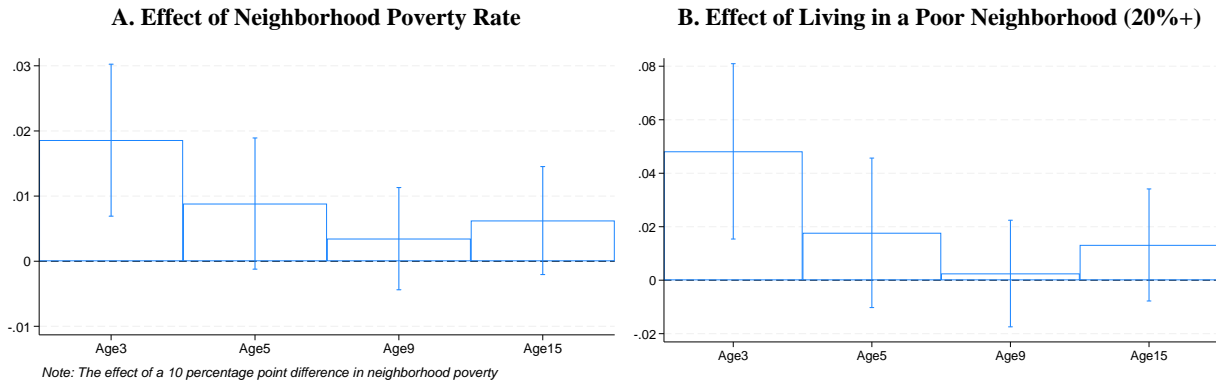 A. Effect of Neighborhood Poverty Rate
.03
.02
.01
0
-.01
Age3 Age5 Age9 Age15
Note: The effect of a 10 percentage point difference in neighborhood poverty
B. Effect of Living in a Poor Neighborhood (20%+)
.08
.06
.04
.02
0
-.02
Age3 Age5 Age9 Age15